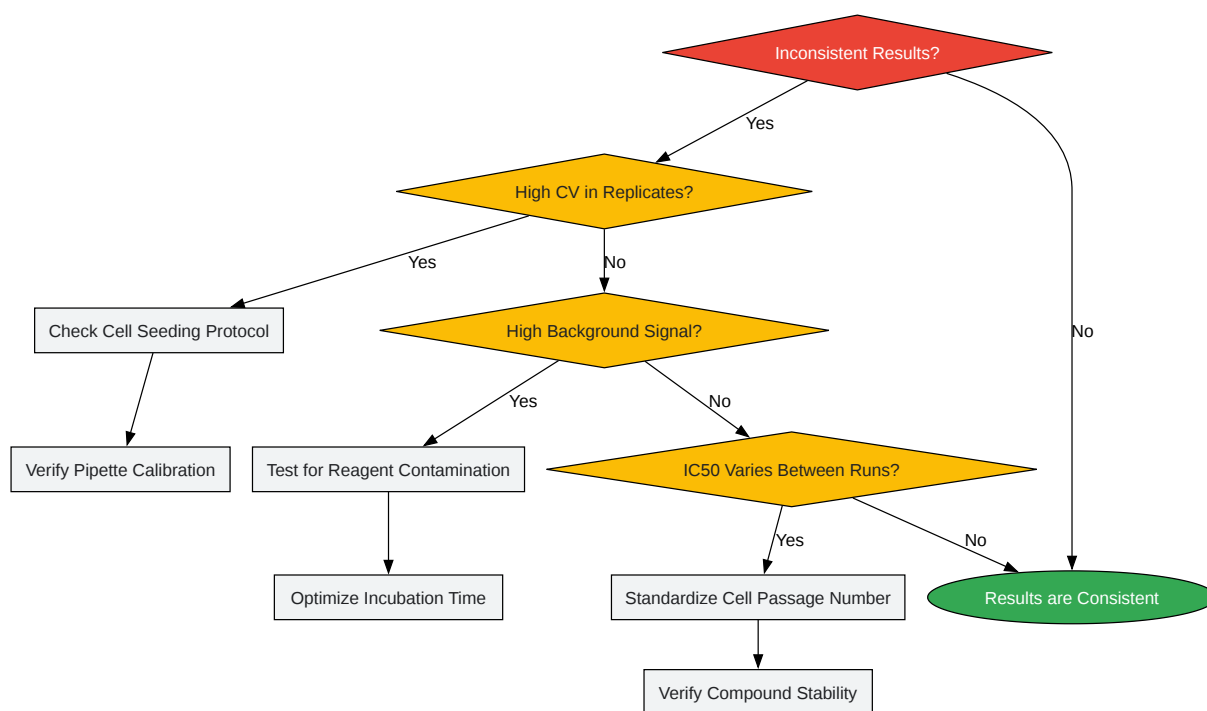 Inconsistent Results?
Yes
High CV in Replicates?
Yes
No
Check Cell Seeding Protocol
High Background Signal?
No
Yes
No
Verify Pipette Calibration
Test for Reagent Contamination
IC50 Varies Between Runs?
Yes
No
Optimize Incubation Time
Standardize Cell Passage Number
Results are Consistent
Verify Compound Stability